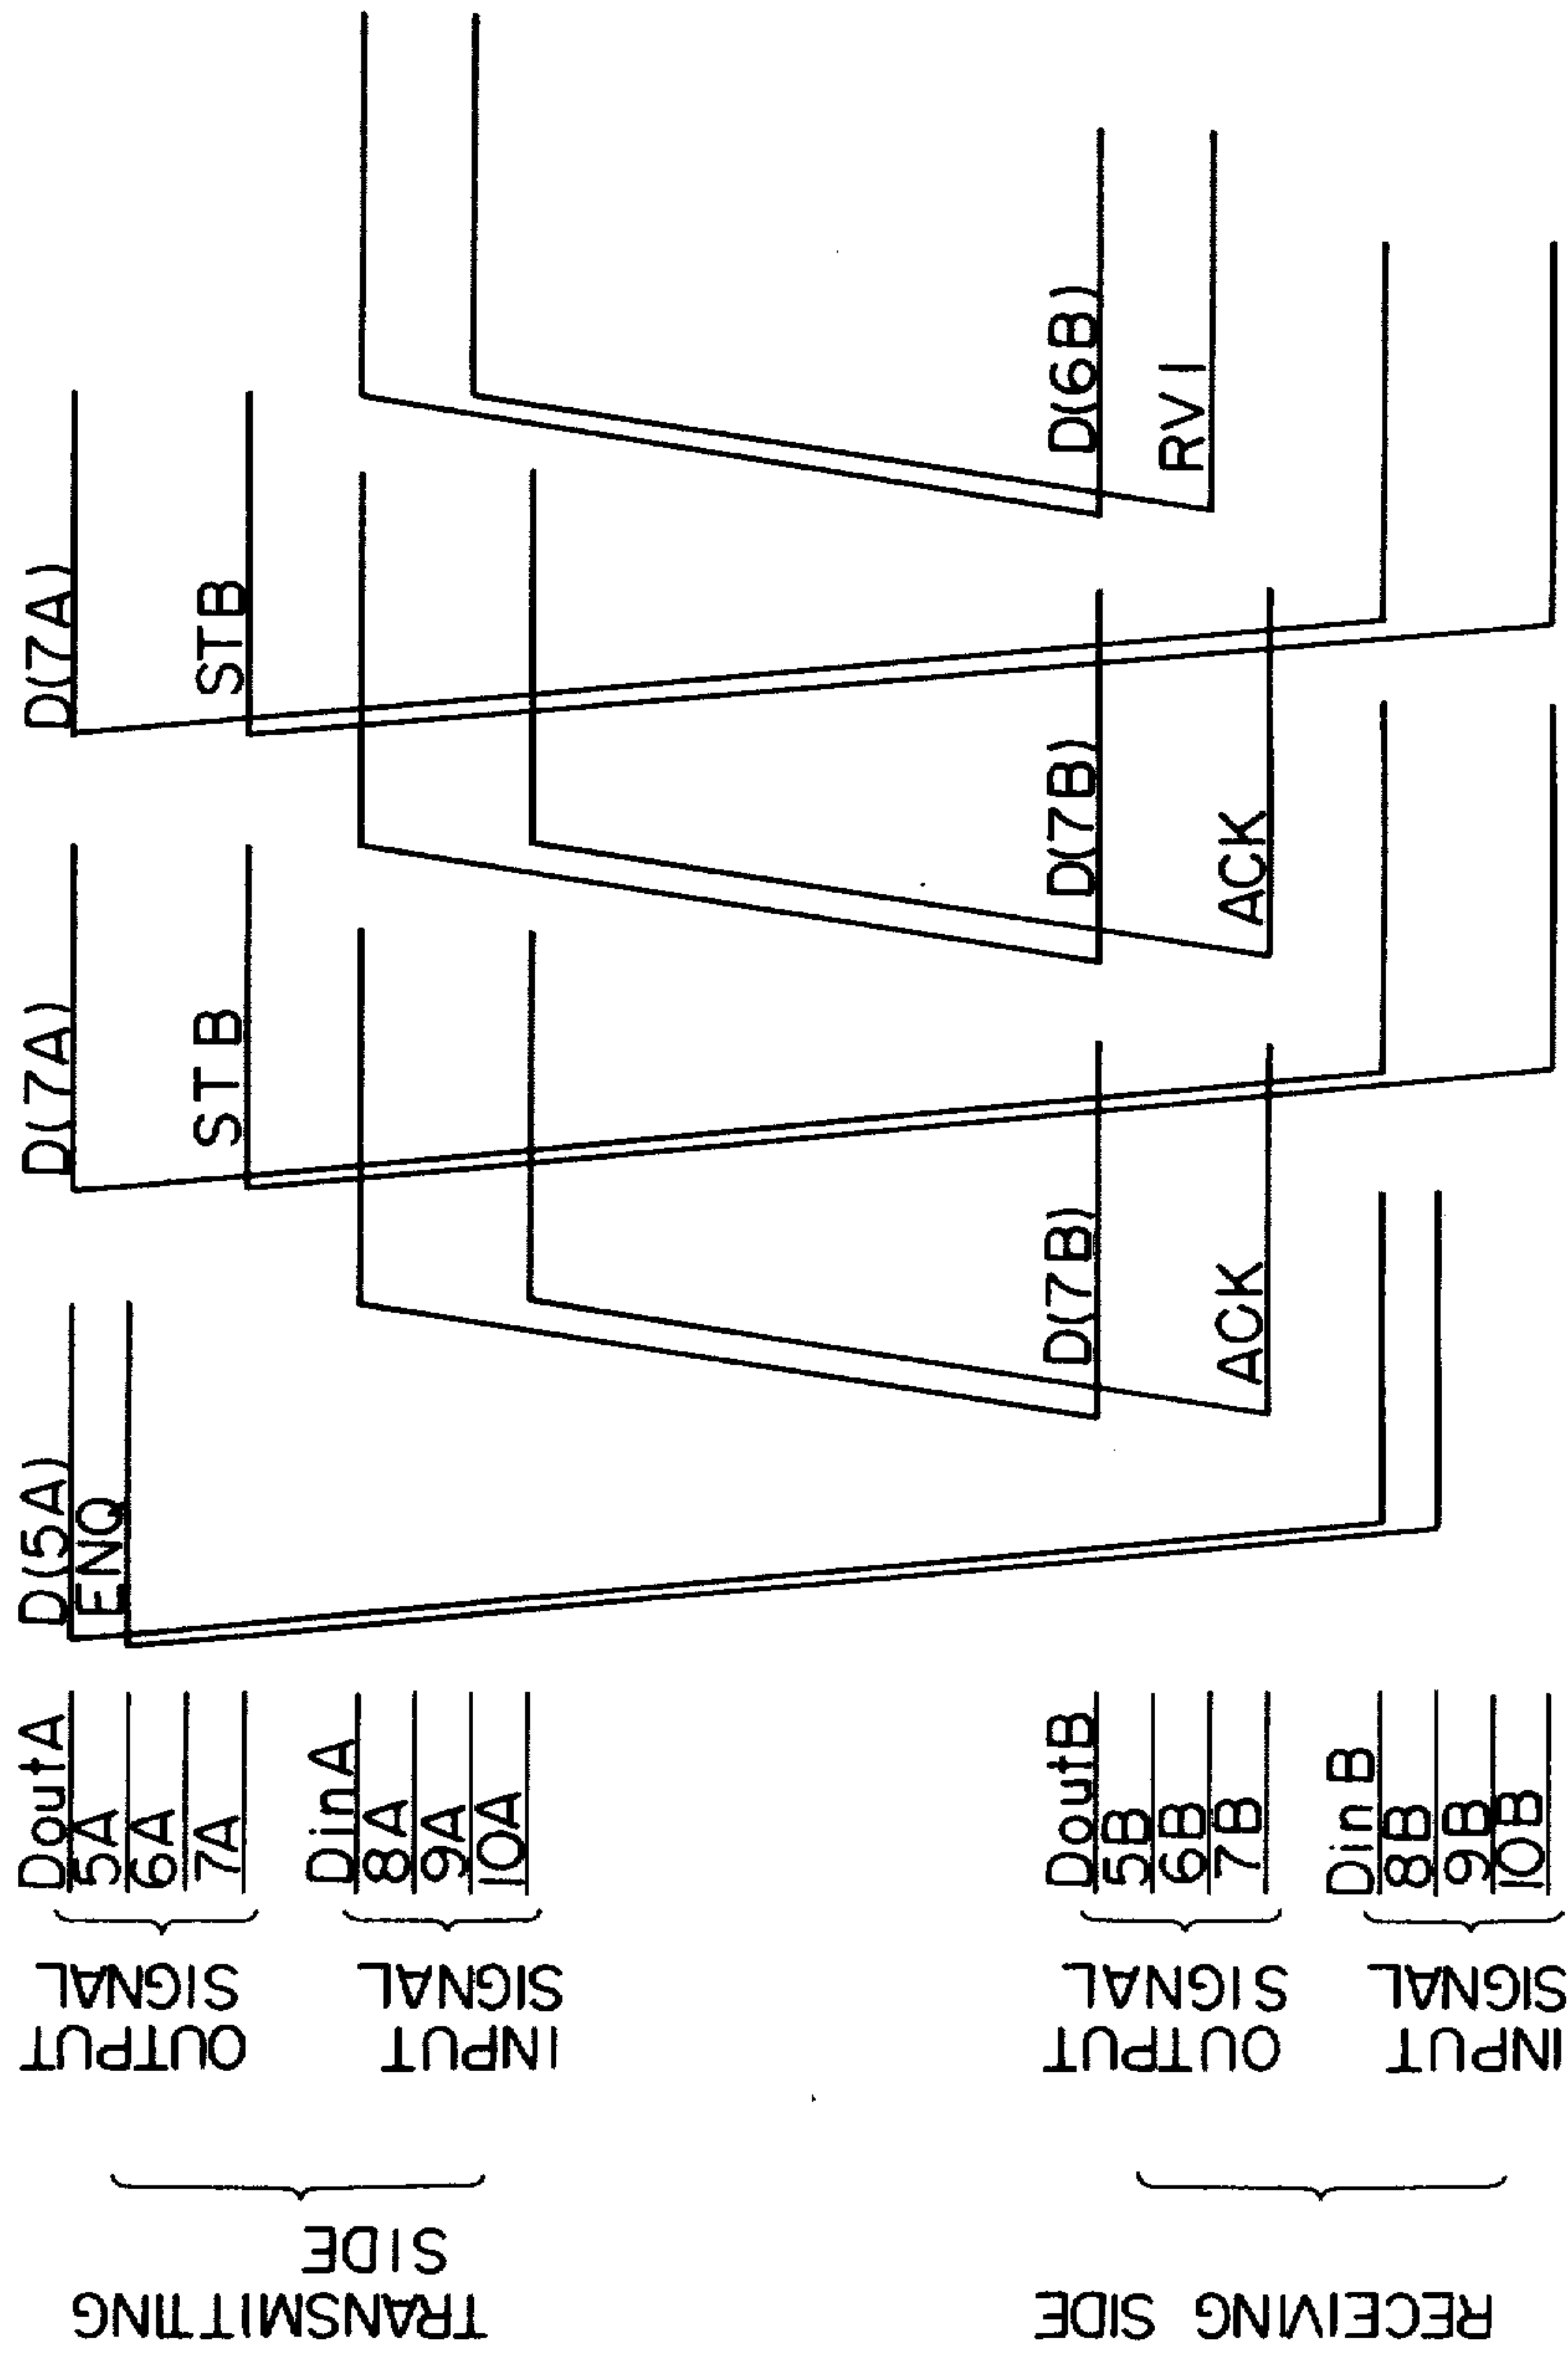 TRANSMITTING
SIDE
OUTPUT
SIGNAL
DoutA
5A
6A
7A
INPUT
SIGNAL
DinA
8A
9A
10A
RECEIVING SIDE
OUTPUT
SIGNAL
DoutB
5B
6B
7B
INPUT
SIGNAL
DinB
8B
9B
10B
D(5A)
ENQ
D(7A)
STB
D(7A)
STB
D(7B)
ACK
D(7B)
ACK
D(6B)
RVI